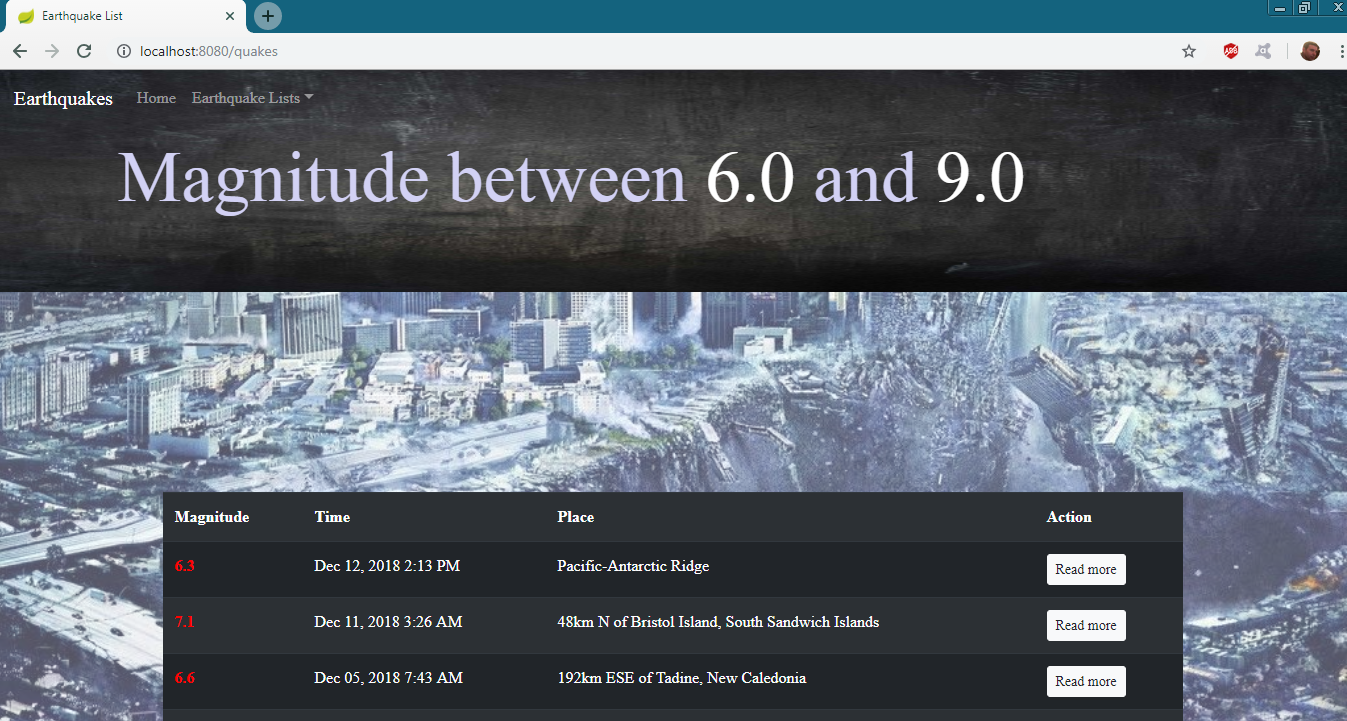 Earthquake List
localhost:8080/quakes
ABP
Earthquakes Home Earthquake Lists
Magnitude between 6.0 and 9.0
Magnitude Time Place Action
6.3 Dec 12, 2018 2:13 PM Pacific-Antarctic Ridge Read more
7.1 Dec 11, 2018 3:26 AM 48km N of Bristol Island, South Sandwich Islands Read more
6.6 Dec 05, 2018 7:43 AM 192km ESE of Tadine, New Caledonia Read more